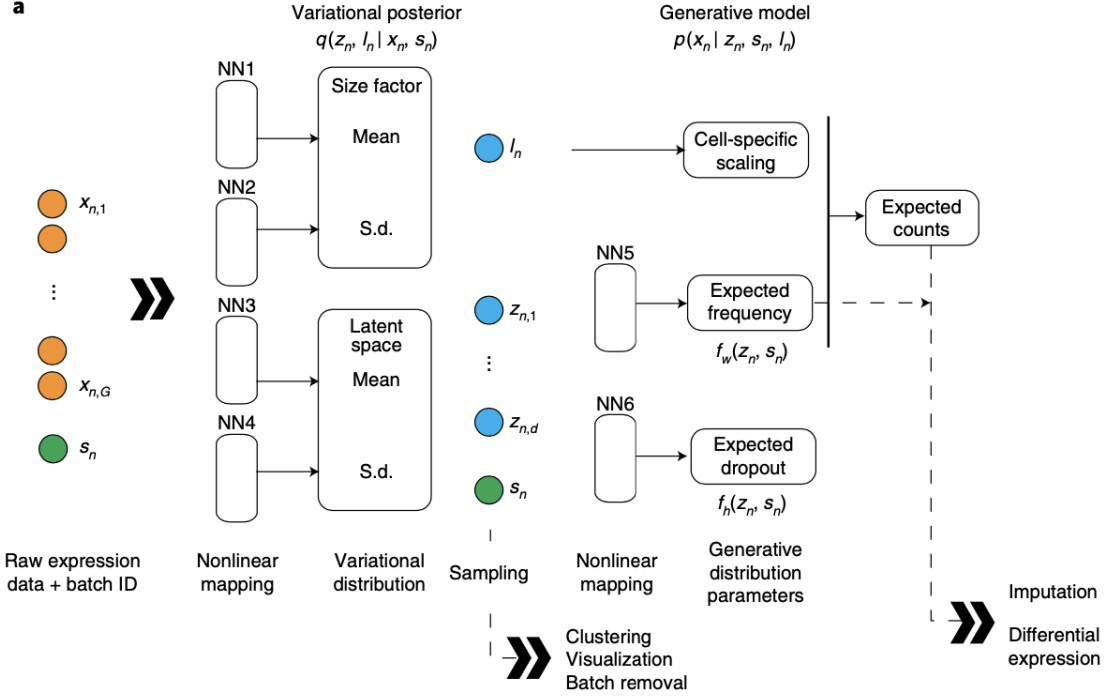 a
Variational posterior
q(zₙ, lₙ | xₙ, sₙ)
Generative model
p(xₙ | zₙ, sₙ, lₙ)
NN1
Size factor
Mean
NN2
S.d.
NN3
Latent
space
Mean
NN4
S.d.
xₙ,₁
⋮
xₙ,G
sₙ
lₙ
zₙ,₁
⋮
zₙ,d
sₙ
Cell-specific
scaling
NN5
Expected
frequency
f_w(zₙ, sₙ)
NN6
Expected
dropout
f_h(zₙ, sₙ)
Expected
counts
Raw expression
data + batch ID
Nonlinear
mapping
Variational
distribution
Sampling
Nonlinear
mapping
Generative
distribution
parameters
Clustering
Visualization
Batch removal
Imputation
Differential
expression